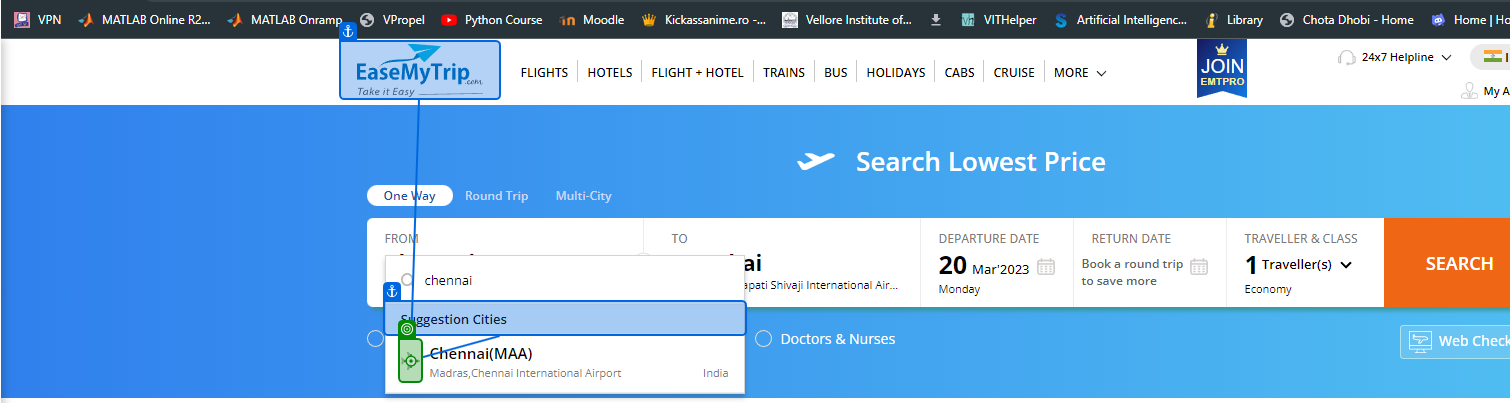 VPN MATLAB Online R2... MATLAB Onramp VPropel Python Course Moodle Kickassanime.ro -... Vellore Institute of... VITHelper Artificial Intelligenc... Library Chota Dhobi - Home Home | Ho
EaseMyTrip.com
Take it Easy
FLIGHTS HOTELS FLIGHT + HOTEL TRAINS BUS HOLIDAYS CABS CRUISE MORE
JOIN
EMTPRO
24x7 Helpline
My A
Search Lowest Price
One Way Round Trip Multi-City
FROM TO DEPARTURE DATE RETURN DATE TRAVELLER & CLASS
chennai
ai
20 Mar'2023
Book a round trip
to save more
1 Traveller(s)
SEARCH
apati Shivaji International Air...
Monday
Economy
Suggestion Cities
Doctors & Nurses
Web Check
Chennai(MAA)
Madras,Chennai International Airport India